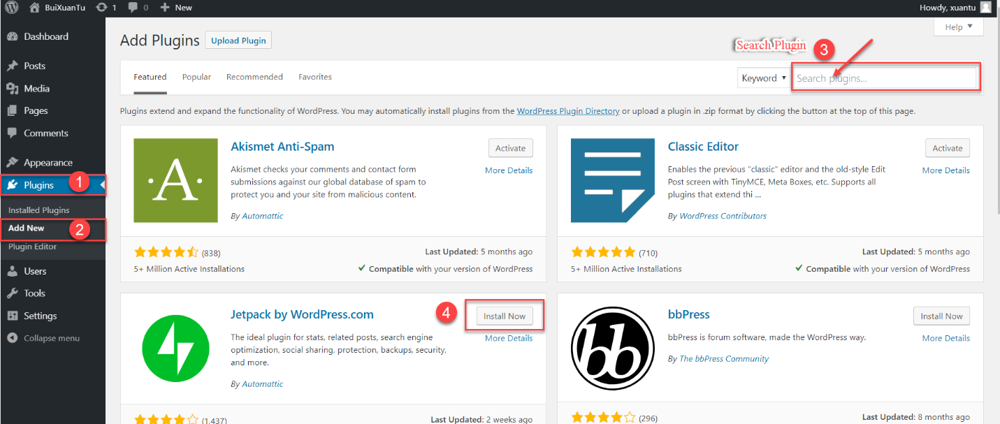 BuiXuanTu 1 0 New Howdy, xuantu
Help ▼
Dashboard
Posts
Media
Pages
Comments
Appearance
Plugins 1
Installed Plugins
Add New 2
Plugin Editor
Users
Tools
Settings
Collapse menu
Add Plugins Upload Plugin
Search Plugin 3
Featured Popular Recommended Favorites Keyword ▼ Search plugins...
Plugins extend and expand the functionality of WordPress. You may automatically install plugins from the WordPress Plugin Directory or upload a plugin in .zip format by clicking the button at the top of this page.
A
Akismet Anti-Spam
Activate
More Details
Akismet checks your comments and contact form
submissions against our global database of spam to
protect you and your site from malicious content.
By Automattic
(838)
Last Updated: 5 months ago
5+ Million Active Installations
Compatible with your version of WordPress
Classic Editor
Activate
More Details
Enables the previous "classic" editor and the old-style Edit
Post screen with TinyMCE, Meta Boxes, etc. Supports all
plugins that extend thi ...
By WordPress Contributors
(710)
Last Updated: 5 months ago
5+ Million Active Installations
Compatible with your version of WordPress
Jetpack by WordPress.com
4
Install Now
More Details
The ideal plugin for stats, related posts, search engine
optimization, social sharing, protection, backups, security,
and more.
By Automattic
(1,437)
Last Updated: 2 weeks ago
bb
bbPress
Install Now
More Details
bbPress is forum software, made the WordPress way.
By The bbPress Community
(296)
Last Updated: 8 months ago